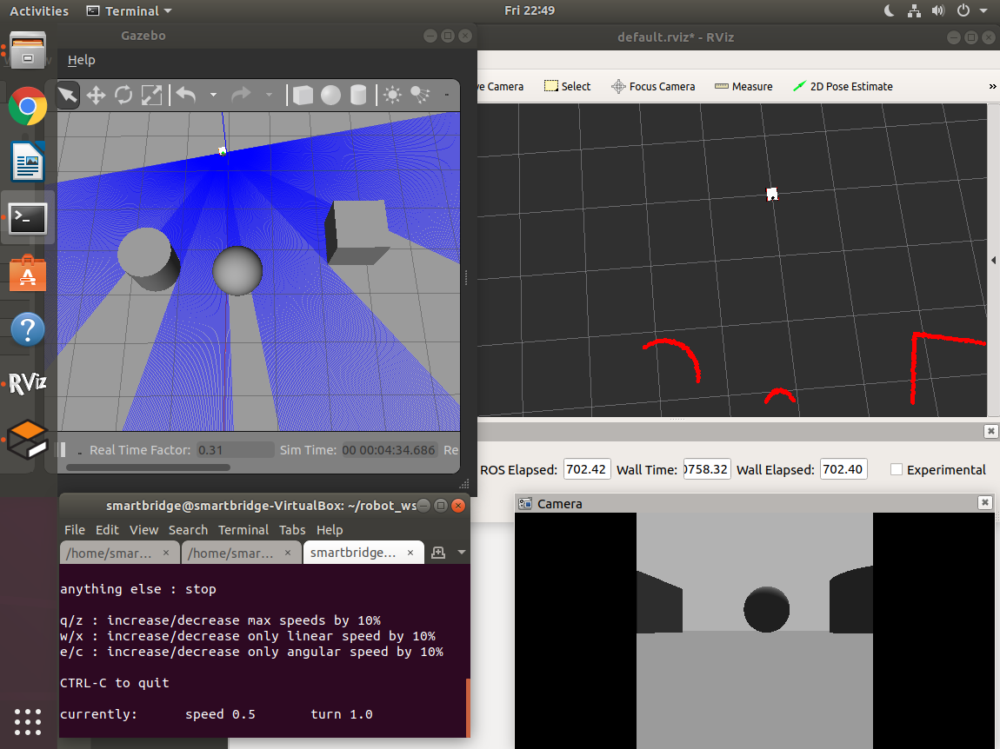 Activities Terminal Fri 22:49
Gazebo
default.rviz* - RViz
Help
ve Camera Select Focus Camera Measure 2D Pose Estimate »
RViz
Real Time Factor: 0.31 Sim Time: 00 00:04:34.686 Re
ROS Elapsed: 702.42 Wall Time: 0758.32 Wall Elapsed: 702.40 Experimental
Camera
smartbridge@smartbridge-VirtualBox: ~/robot_ws
File Edit View Search Terminal Tabs Help
/home/smar... × /home/smar... × smartbridge... ×
anything else : stop
q/z : increase/decrease max speeds by 10%
w/x : increase/decrease only linear speed by 10%
e/c : increase/decrease only angular speed by 10%
CTRL-C to quit
currently: speed 0.5 turn 1.0